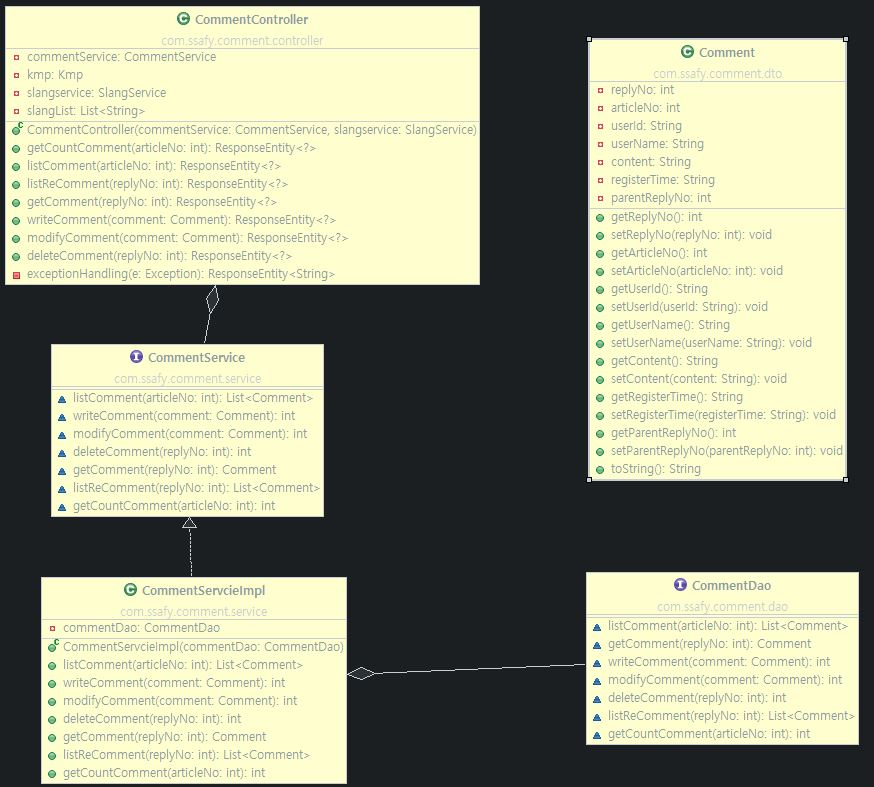 CommentController
com.ssafy.comment.controller
commentService: CommentService
kmp: Kmp
slangservice: SlangService
slangList: List<String>
CommentController(commentService: CommentService, slangservice: SlangService)
getCountComment(articleNo: int): ResponseEntity<?>
listComment(articleNo: int): ResponseEntity<?>
listReComment(replyNo: int): ResponseEntity<?>
getComment(replyNo: int): ResponseEntity<?>
writeComment(comment: Comment): ResponseEntity<?>
modifyComment(comment: Comment): ResponseEntity<?>
deleteComment(replyNo: int): ResponseEntity<?>
exceptionHandling(e: Exception): ResponseEntity<String>
Comment
com.ssafy.comment.dto
replyNo: int
articleNo: int
userId: String
userName: String
content: String
registerTime: String
parentReplyNo: int
getReplyNo(): int
setReplyNo(replyNo: int): void
getArticleNo(): int
setArticleNo(articleNo: int): void
getUserId(): String
setUserId(userId: String): void
getUserName(): String
setUserName(userName: String): void
getContent(): String
setContent(content: String): void
getRegisterTime(): String
setRegisterTime(registerTime: String): void
getParentReplyNo(): int
setParentReplyNo(parentReplyNo: int): void
toString(): String
CommentService
com.ssafy.comment.service
listComment(articleNo: int): List<Comment>
writeComment(comment: Comment): int
modifyComment(comment: Comment): int
deleteComment(replyNo: int): int
getComment(replyNo: int): Comment
listReComment(replyNo: int): List<Comment>
getCountComment(articleNo: int): int
CommentServcieImpl
com.ssafy.comment.service
commentDao: CommentDao
CommentServcieImpl(commentDao: CommentDao)
listComment(articleNo: int): List<Comment>
writeComment(comment: Comment): int
modifyComment(comment: Comment): int
deleteComment(replyNo: int): int
getComment(replyNo: int): Comment
listReComment(replyNo: int): List<Comment>
getCountComment(articleNo: int): int
CommentDao
com.ssafy.comment.dao
listComment(articleNo: int): List<Comment>
getComment(replyNo: int): Comment
writeComment(comment: Comment): int
modifyComment(comment: Comment): int
deleteComment(replyNo: int): int
listReComment(replyNo: int): List<Comment>
getCountComment(articleNo: int): int